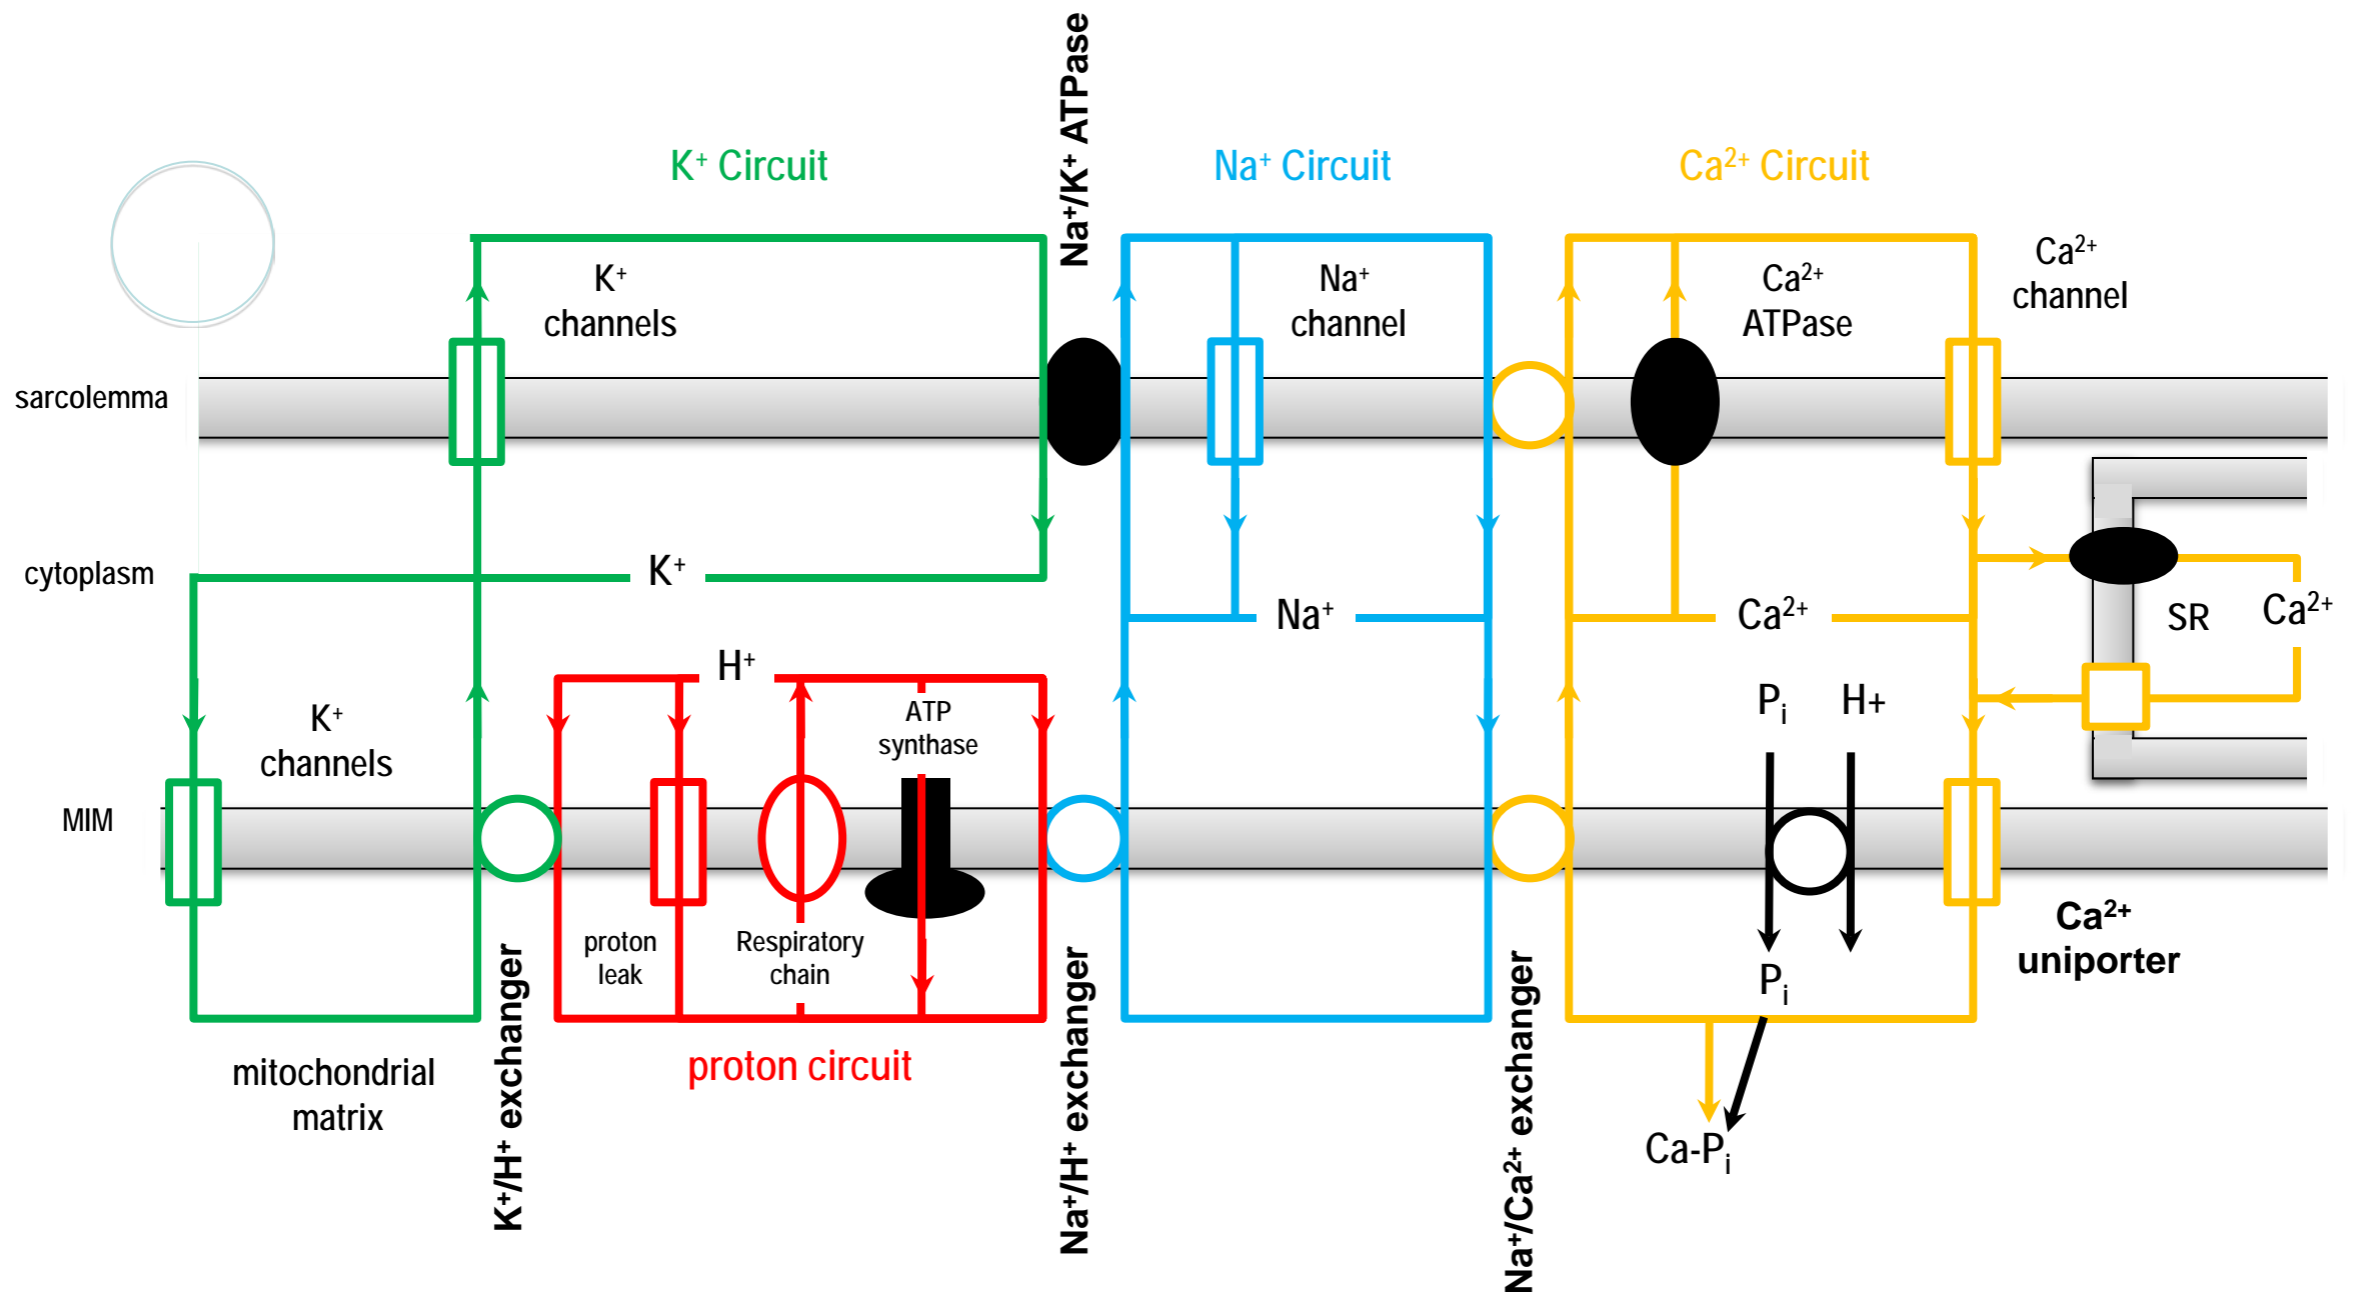 Na⁺/K⁺ ATPase
K⁺ Circuit
Na⁺ Circuit
Ca²⁺ Circuit
K⁺
channels
Na⁺
channel
Ca²⁺
ATPase
Ca²⁺
channel
sarcolemma
cytoplasm
K⁺
Na⁺
Ca²⁺
SR
Ca²⁺
H⁺
K⁺
channels
ATP
synthase
Pᵢ
H+
MIM
proton
leak
Respiratory
chain
Pᵢ
Ca²⁺
uniporter
mitochondrial
matrix
K⁺/H⁺ exchanger
proton circuit
Na⁺/H⁺ exchanger
Na⁺/Ca²⁺ exchanger
Ca-Pᵢ